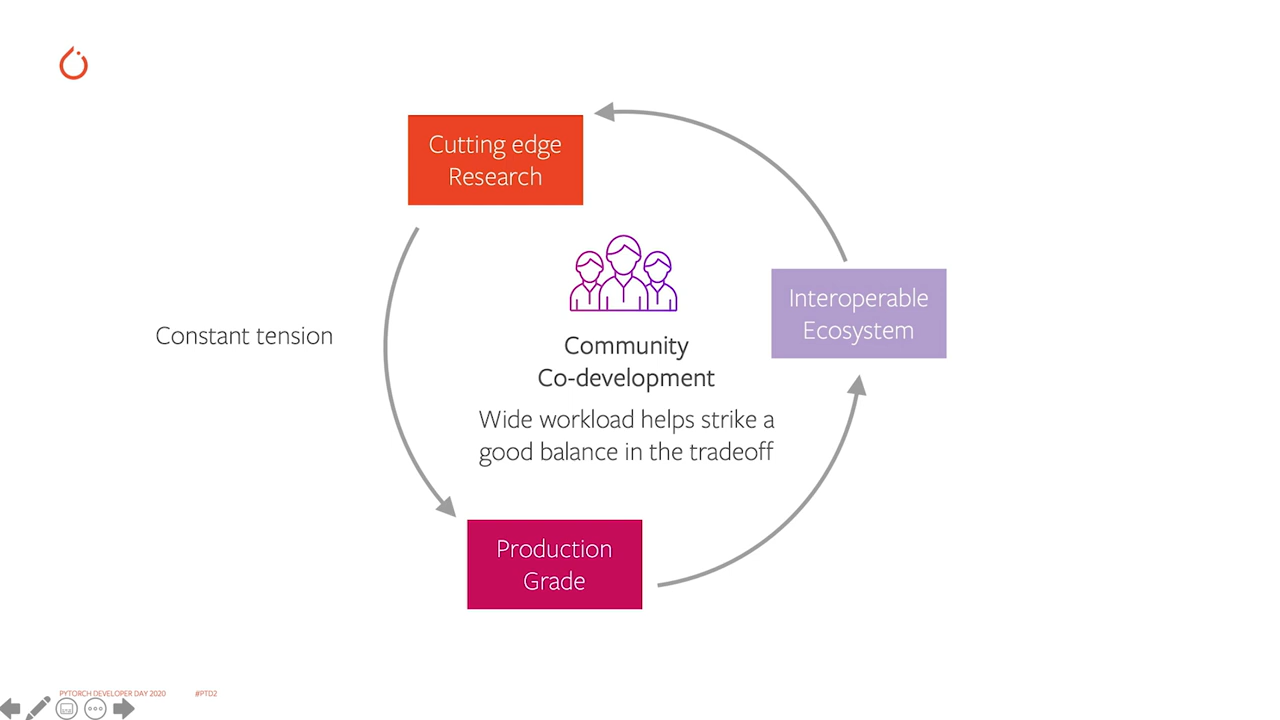 Cutting edge
Research
Interoperable
Ecosystem
Constant tension
Community
Co-development
Wide workload helps strike a
good balance in the tradeoff
Production
Grade
PYTORCH DEVELOPER DAY 2020
#PTD2